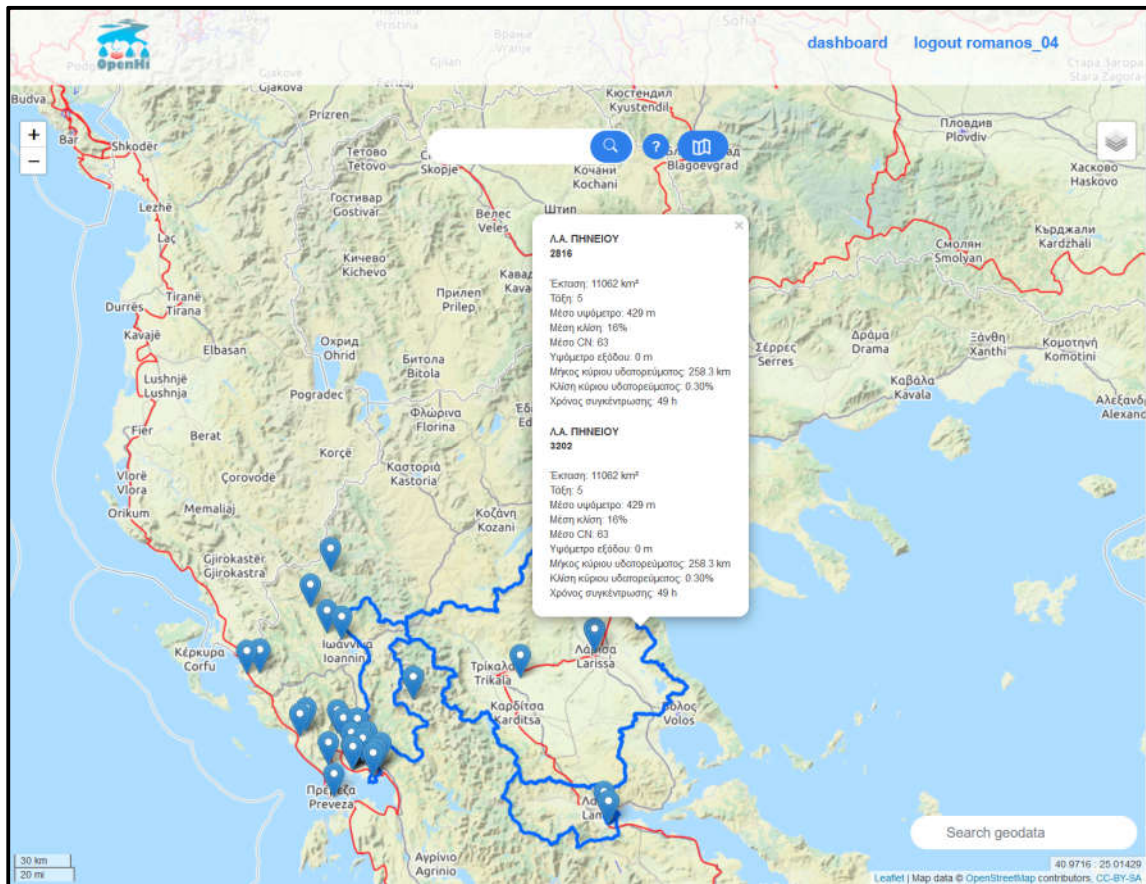 OpenHi
dashboard
logout romanos_04
+
−
?
Л.А. ΠΗΝΕΙΟΥ
2816
Έκταση: 11062 km²
Τάξη: 5
Μέσο υψόμετρο: 429 m
Μέση κλίση: 16%
Μέσο CN: 63
Υψόμετρο εξόδου: 0 m
Μήκος κύριου υδατορεύματος: 258.3 km
Κλίση κύριου υδατορεύματος: 0.30%
Χρόνος συγκέντρωσης: 49 h
Λ.Α. ΠΗΝΕΙΟΥ
3202
Έκταση: 11062 km²
Τάξη: 5
Μέσο υψόμετρο: 429 m
Μέση κλίση: 16%
Μέσο CN: 63
Υψόμετρο εξόδου: 0 m
Μήκος κύριου υδατορεύματος: 258.3 km
Κλίση κύριου υδατορεύματος: 0.30%
Χρόνος συγκέντρωσης: 49 h
Gjakova
Gjakovë
Prizren
Budva
Bar
Shkodër
Lezhë
Laç
Тетово
Tetovo
Skopje
Гостивар
Gostivar
Кичево
Kichevo
Велес
Veles
Штип
Кочани
Kochani
Кюстендил
Kyustendil
Blagoevgrad
Пловдив
Plovdiv
Стара Загора
Stara Zagora
Хасково
Haskovo
Кърджали
Kardzhali
Смолян
Smolyan
Прилеп
Prilep
Охрид
Ohrid
Битола
Bitola
Durrës
Tiranë
Tirana
Kavajë
Elbasan
Lushnjë
Lushnja
Pogradec
Fier
Berat
Korçë
Vlorë
Vlora
Çorovodë
Orikum
Memaliaj
Gjirokastër
Gjirokastra
Φλώρινα
Florina
Καστοριά
Kastoria
Κοζάνη
Kozani
Σέρρες
Serres
Δράμα
Drama
Ξάνθη
Xanthi
Κομοτηνή
Komotini
Καβάλα
Kavala
Κέρκυρα
Corfu
Ιωάννινα
Ioannina
Τρίκαλα
Trikala
Λάρισα
Larissa
Καρδίτσα
Karditsa
Βόλος
Volos
Πρέβεζα
Preveza
Αγρίνιο
Agrinio
Search geodata
30 km
20 mi
40.9716 : 25.01429
Leaflet | Map data © OpenStreetMap contributors, CC-BY-SA